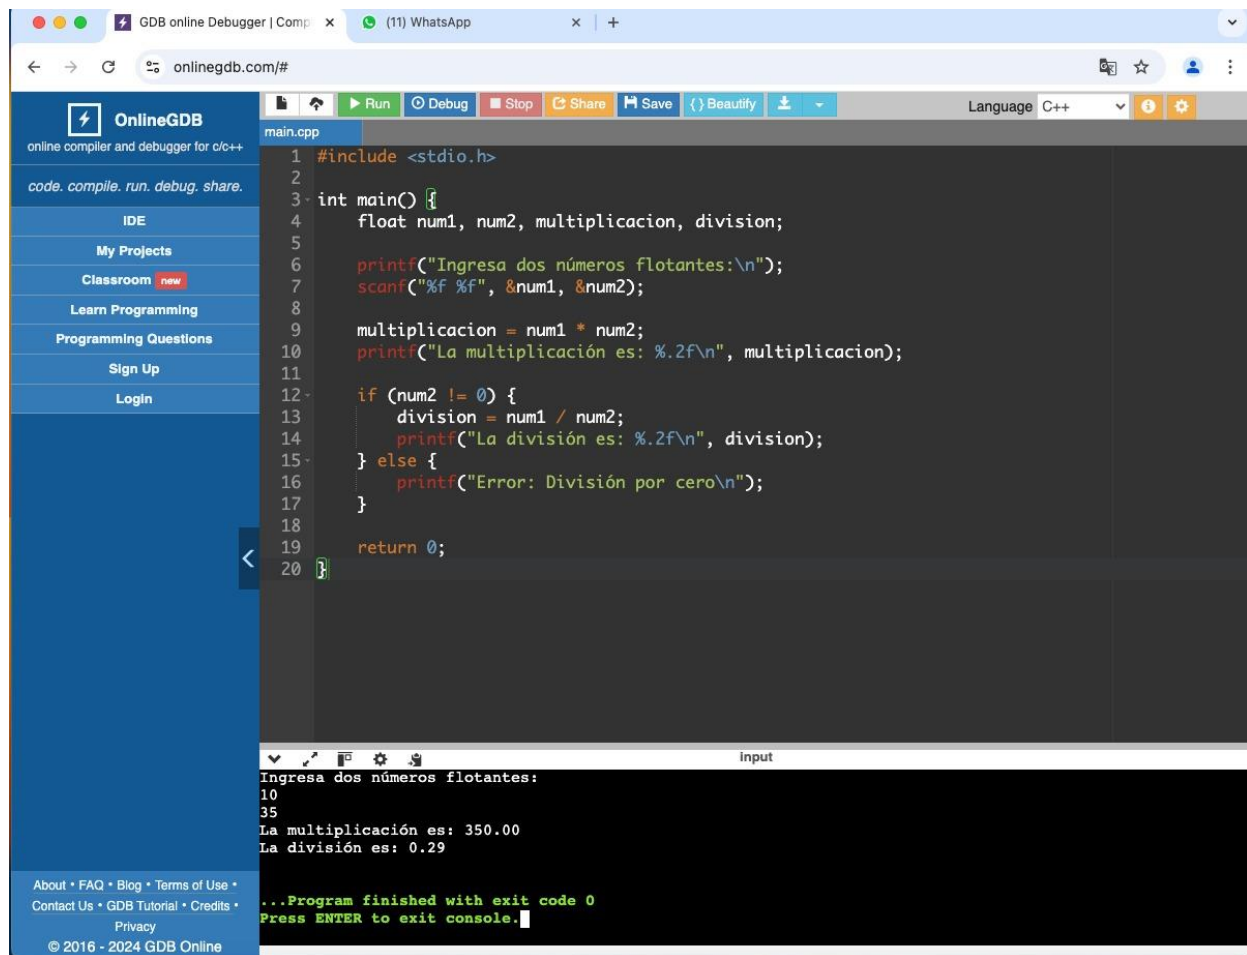 GDB online Debugger | Comp
(11) WhatsApp
onlinegdb.com/#
OnlineGDB
online compiler and debugger for c/c++
code. compile. run. debug. share.
IDE
My Projects
Classroom new
Learn Programming
Programming Questions
Sign Up
Login
About • FAQ • Blog • Terms of Use •
Contact Us • GDB Tutorial • Credits •
Privacy
© 2016 - 2024 GDB Online
Run Debug Stop Share Save {} Beautify Language C++
main.cpp
1 #include <stdio.h>
2
3 int main() {
4     float num1, num2, multiplicacion, division;
5
6     printf("Ingresa dos números flotantes:\n");
7     scanf("%f %f", &num1, &num2);
8
9     multiplicacion = num1 * num2;
10     printf("La multiplicación es: %.2f\n", multiplicacion);
11
12     if (num2 != 0) {
13         division = num1 / num2;
14         printf("La división es: %.2f\n", division);
15     } else {
16         printf("Error: División por cero\n");
17     }
18
19     return 0;
20 }
input
Ingresa dos números flotantes:
10
35
La multiplicación es: 350.00
La división es: 0.29
...Program finished with exit code 0
Press ENTER to exit console.